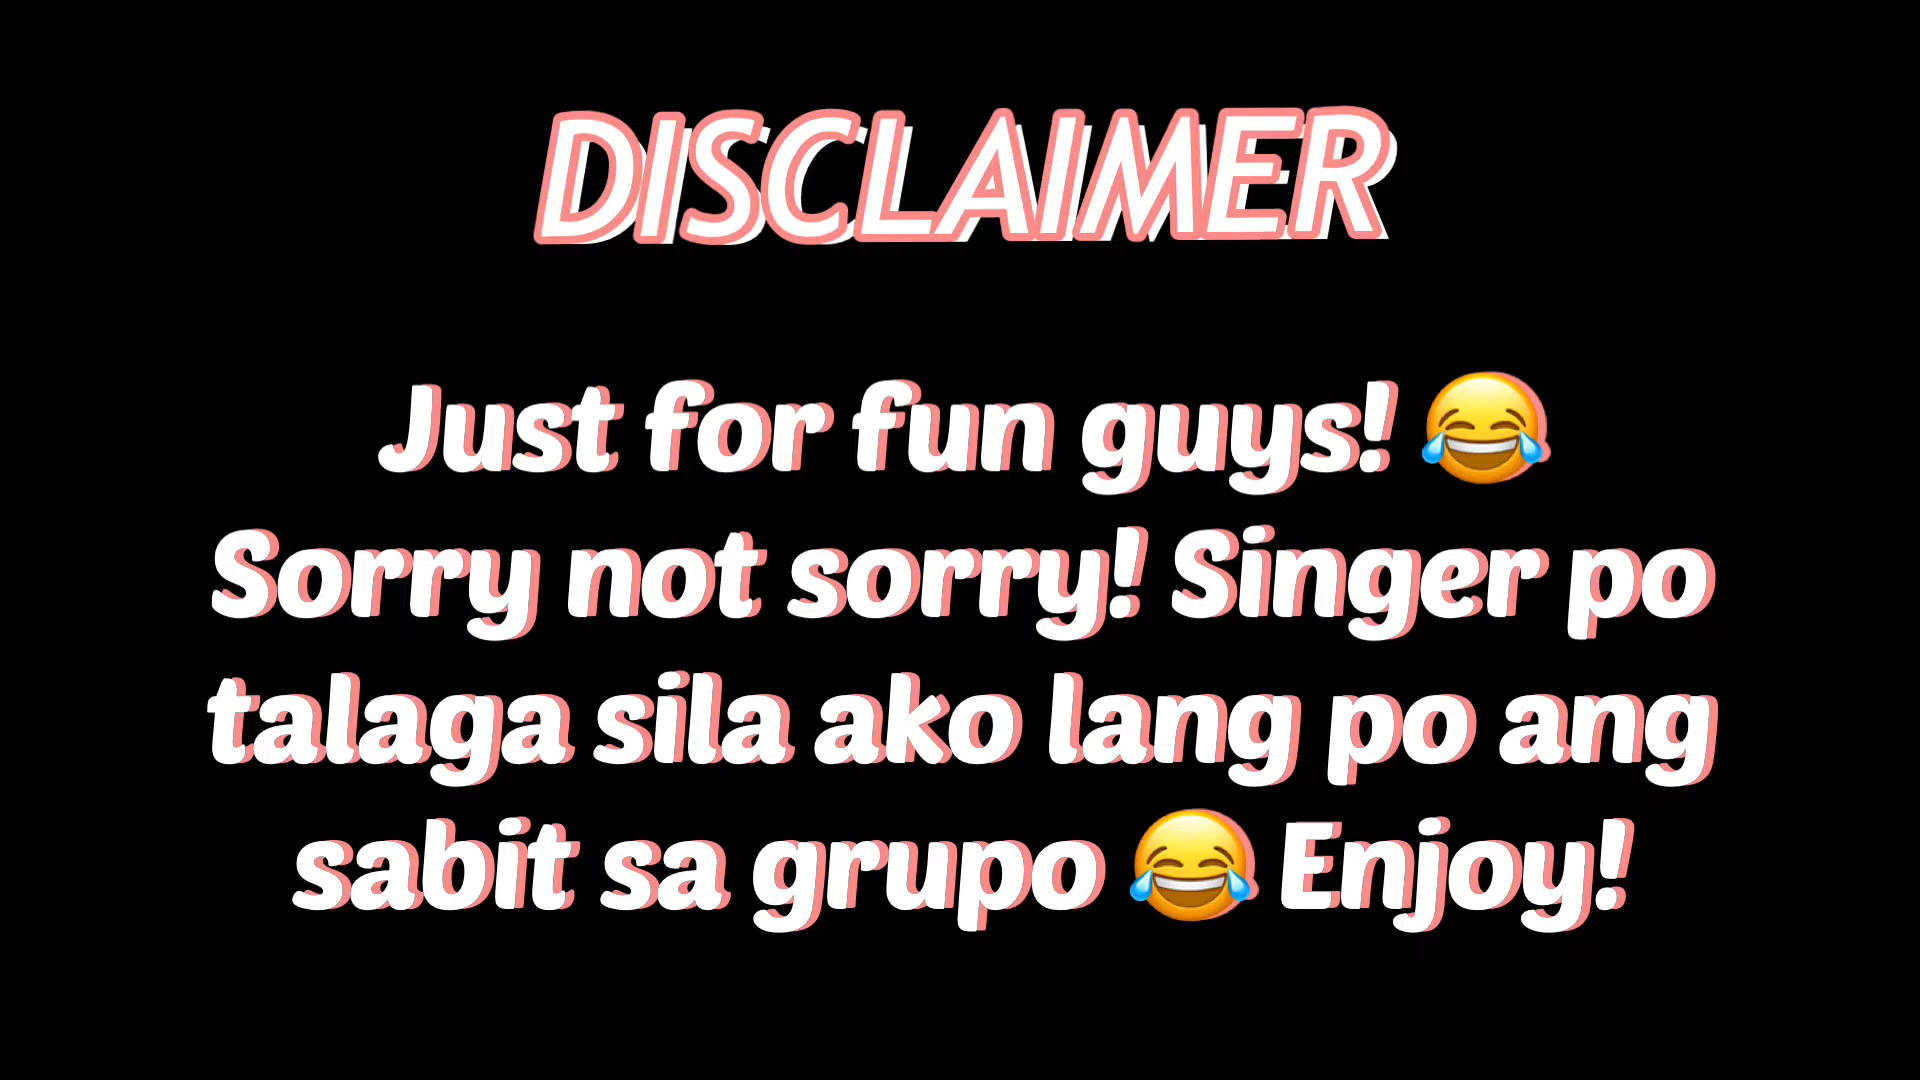 DISCLAIMER
Just for fun guys! 😂
Sorry not sorry! Singer po
talaga sila ako lang po ang
sabit sa grupo 😂 Enjoy!